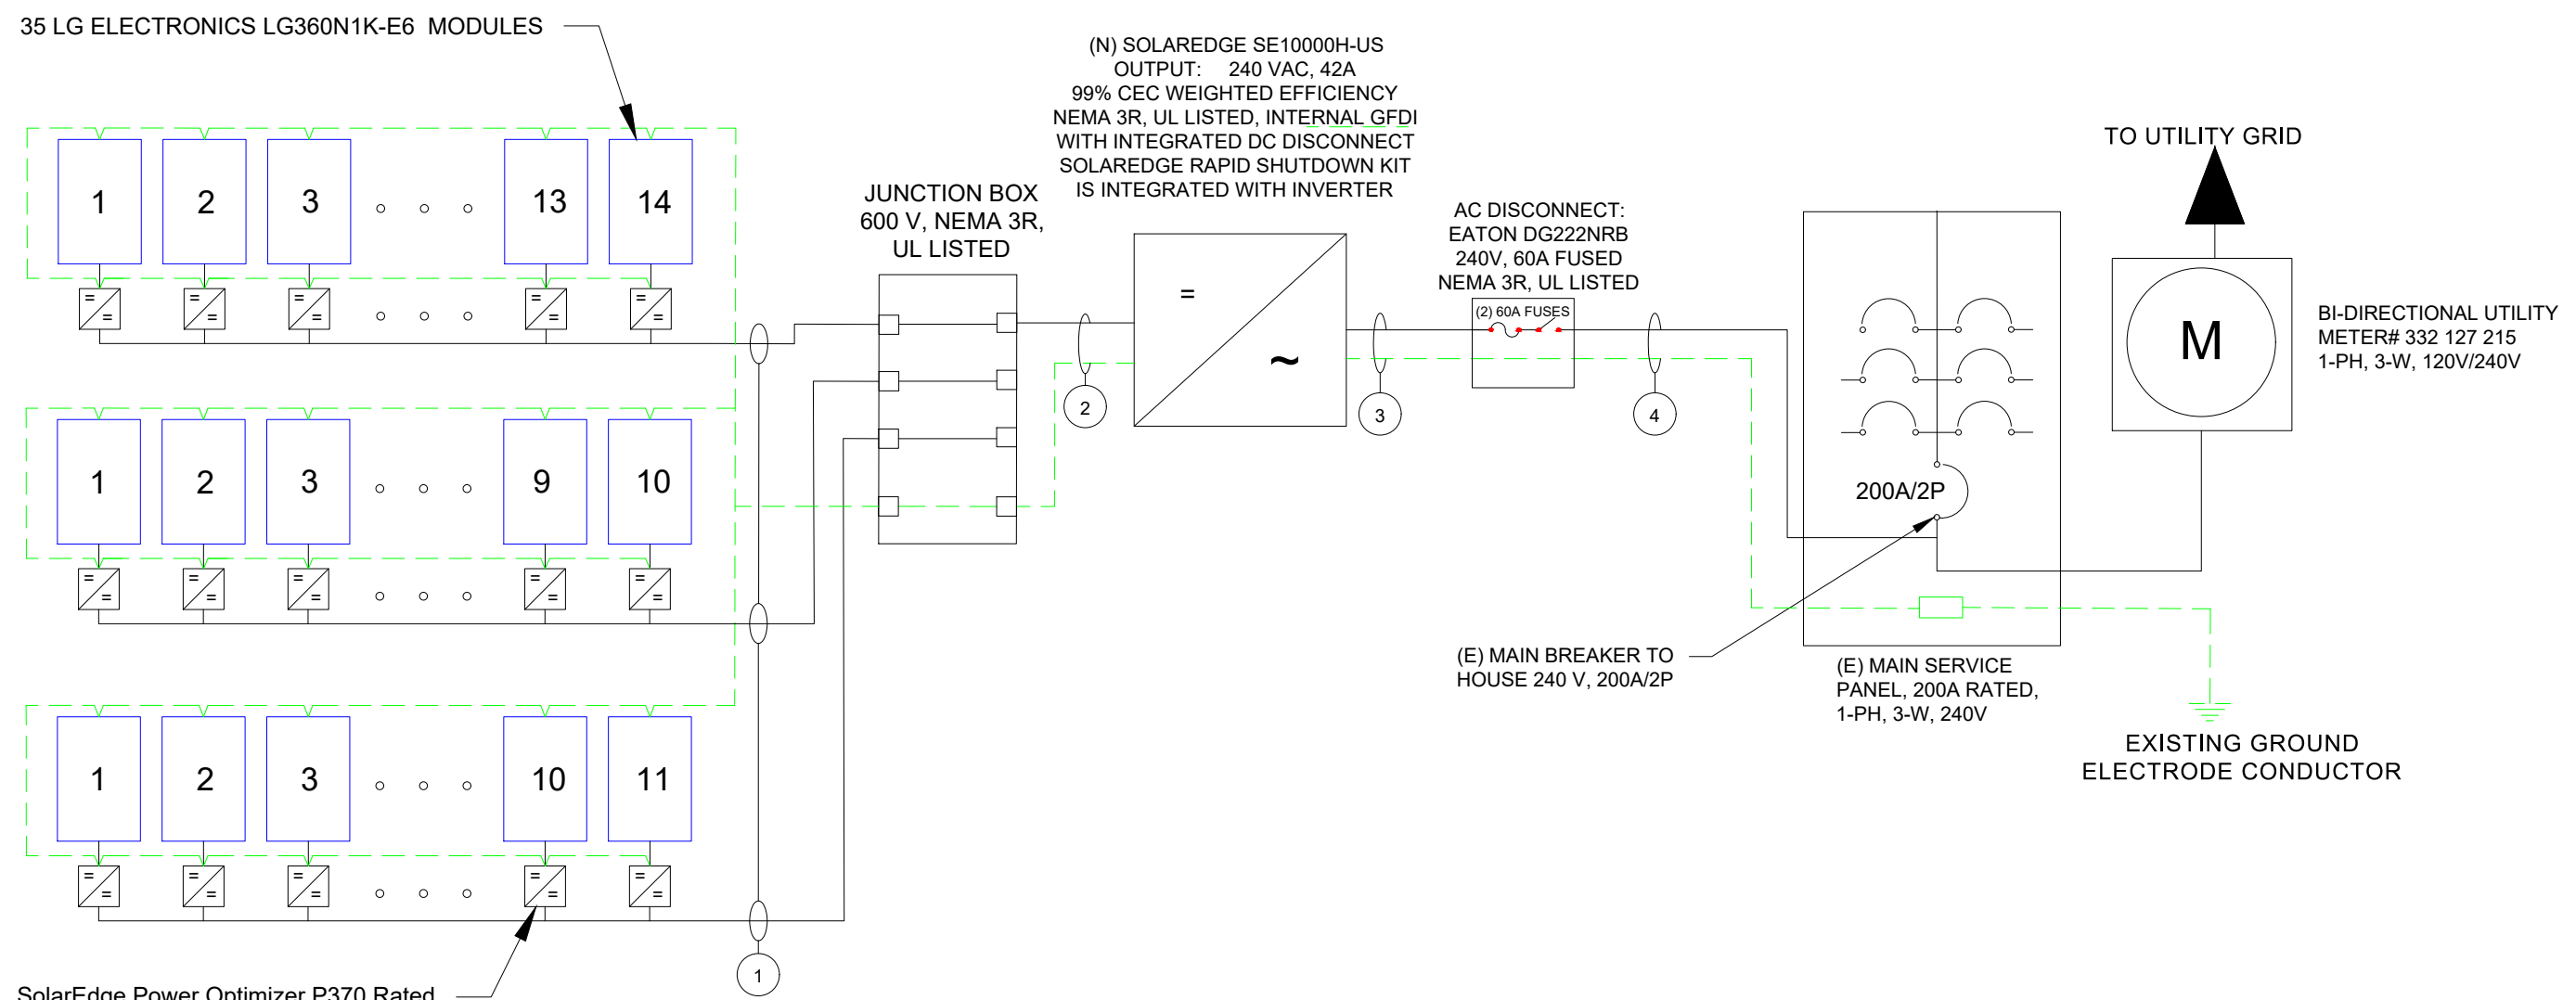 35 LG ELECTRONICS LG360N1K-E6 MODULES
(N) SOLAREDGE SE10000H-US
OUTPUT: 240 VAC, 42A
99% CEC WEIGHTED EFFICIENCY
NEMA 3R, UL LISTED, INTERNAL GFDI
WITH INTEGRATED DC DISCONNECT
SOLAREDGE RAPID SHUTDOWN KIT
IS INTEGRATED WITH INVERTER
TO UTILITY GRID
JUNCTION BOX
600 V, NEMA 3R,
UL LISTED
AC DISCONNECT:
EATON DG222NRB
240V, 60A FUSED
NEMA 3R, UL LISTED
(2) 60A FUSES
1 2 3 13 14
= = = = = = = = = =
= ~
M
BI-DIRECTIONAL UTILITY
METER# 332 127 215
1-PH, 3-W, 120V/240V
2
3
4
1 2 3 9 10
= = = = = = = = = =
200A/2P
(E) MAIN BREAKER TO
HOUSE 240 V, 200A/2P
(E) MAIN SERVICE
PANEL, 200A RATED,
1-PH, 3-W, 240V
EXISTING GROUND
ELECTRODE CONDUCTOR
1 2 3 10 11
= = = = = = = = = =
1
SolarEdge Power Optimizer P370 Rated